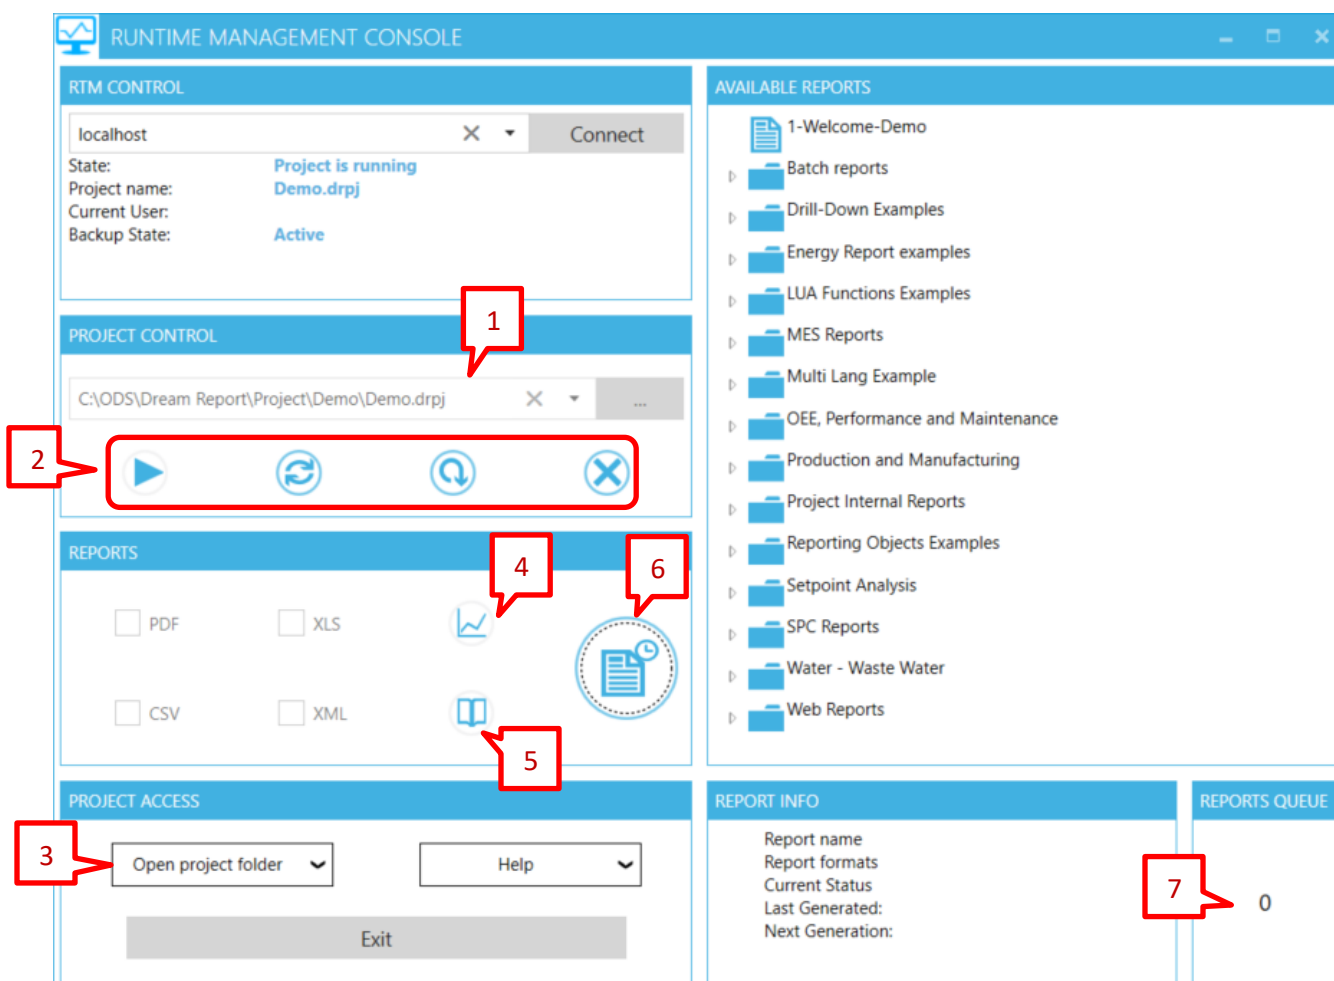 RUNTIME MANAGEMENT CONSOLE
RTM CONTROL
localhost
Connect
State: Project is running
Project name: Demo.drpj
Current User:
Backup State: Active
1
PROJECT CONTROL
C:\ODS\Dream Report\Project\Demo\Demo.drpj
...
2
REPORTS
4
6
PDF
XLS
CSV
XML
5
PROJECT ACCESS
3
Open project folder
Help
Exit
AVAILABLE REPORTS
1-Welcome-Demo
Batch reports
Drill-Down Examples
Energy Report examples
LUA Functions Examples
MES Reports
Multi Lang Example
OEE, Performance and Maintenance
Production and Manufacturing
Project Internal Reports
Reporting Objects Examples
Setpoint Analysis
SPC Reports
Water - Waste Water
Web Reports
REPORT INFO
Report name
Report formats
Current Status
Last Generated:
Next Generation:
REPORTS QUEUE
7
0